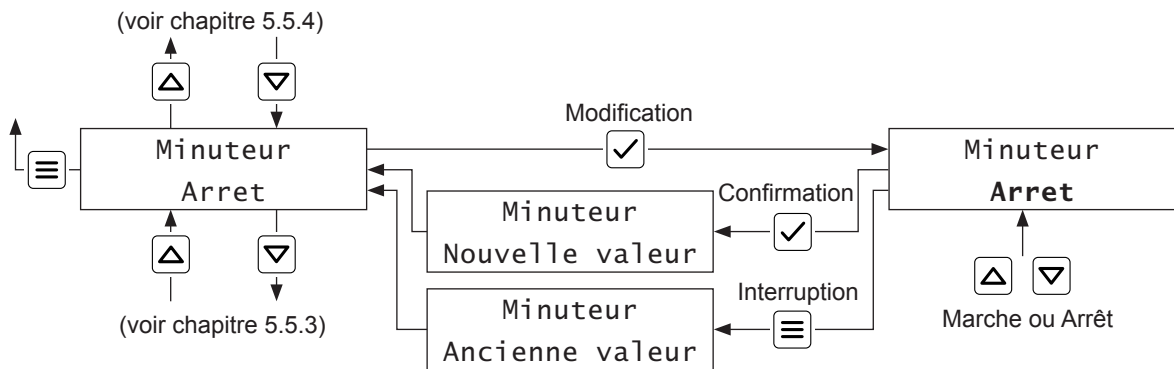 (voir chapitre 5.5.4)
Modification
Minuteur
Arret
Minuteur
Arret
Confirmation
Minuteur
Nouvelle valeur
Interruption
Minuteur
Ancienne valeur
(voir chapitre 5.5.3)
Marche ou Arrêt